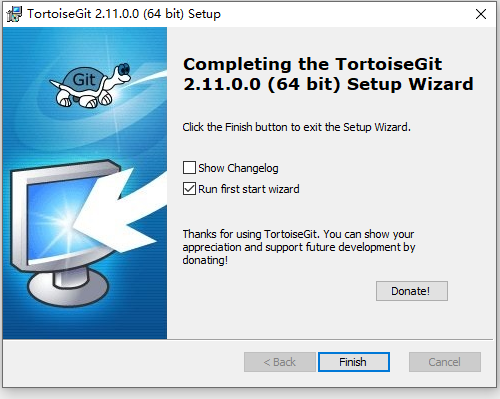 TortoiseGit 2.11.0.0 (64 bit) Setup
Git
Completing the TortoiseGit
2.11.0.0 (64 bit) Setup Wizard
Click the Finish button to exit the Setup Wizard.
Show Changelog
Run first start wizard
Thanks for using TortoiseGit. You can show your
appreciation and support future development by
donating!
Donate!
< Back
Finish
Cancel